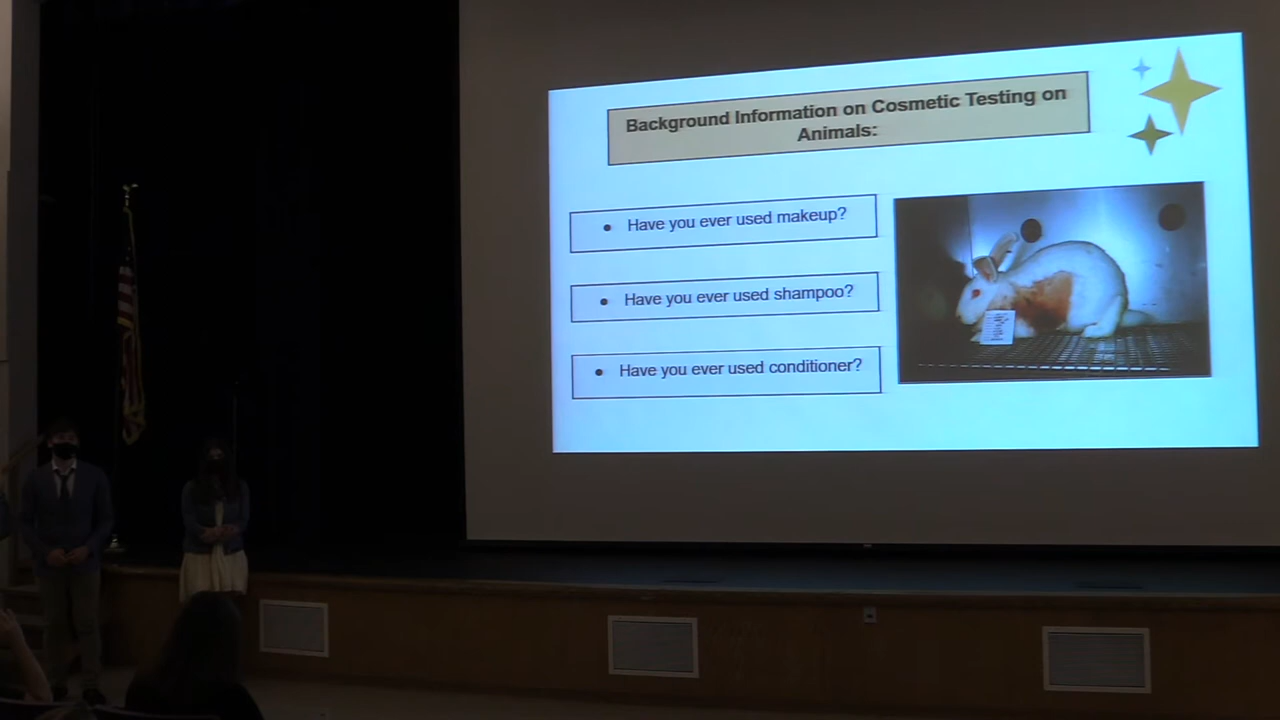 Background Information on Cosmetic Testing on
Animals:
• Have you ever used makeup?
• Have you ever used shampoo?
• Have you ever used conditioner?